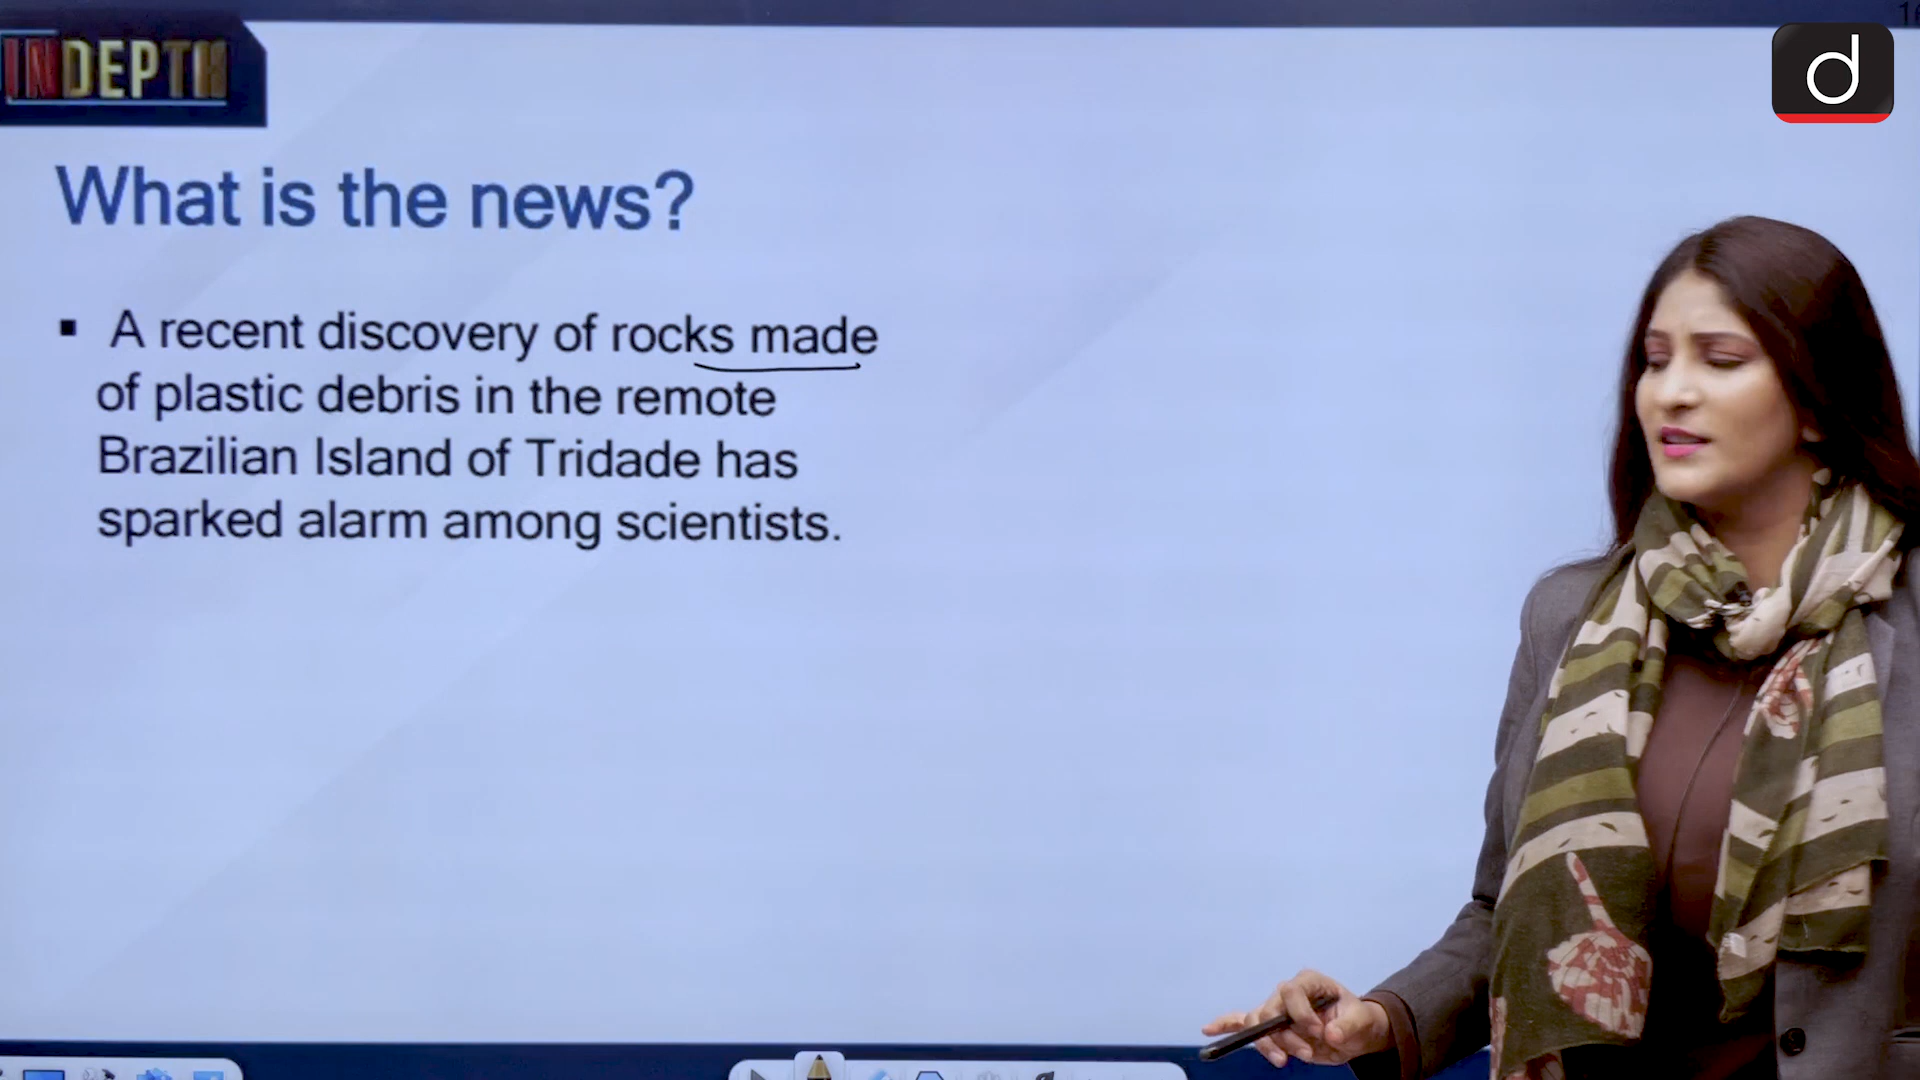 INDEPTH
What is the news?
▪ A recent discovery of rocks made
of plastic debris in the remote
Brazilian Island of Tridade has
sparked alarm among scientists.
d